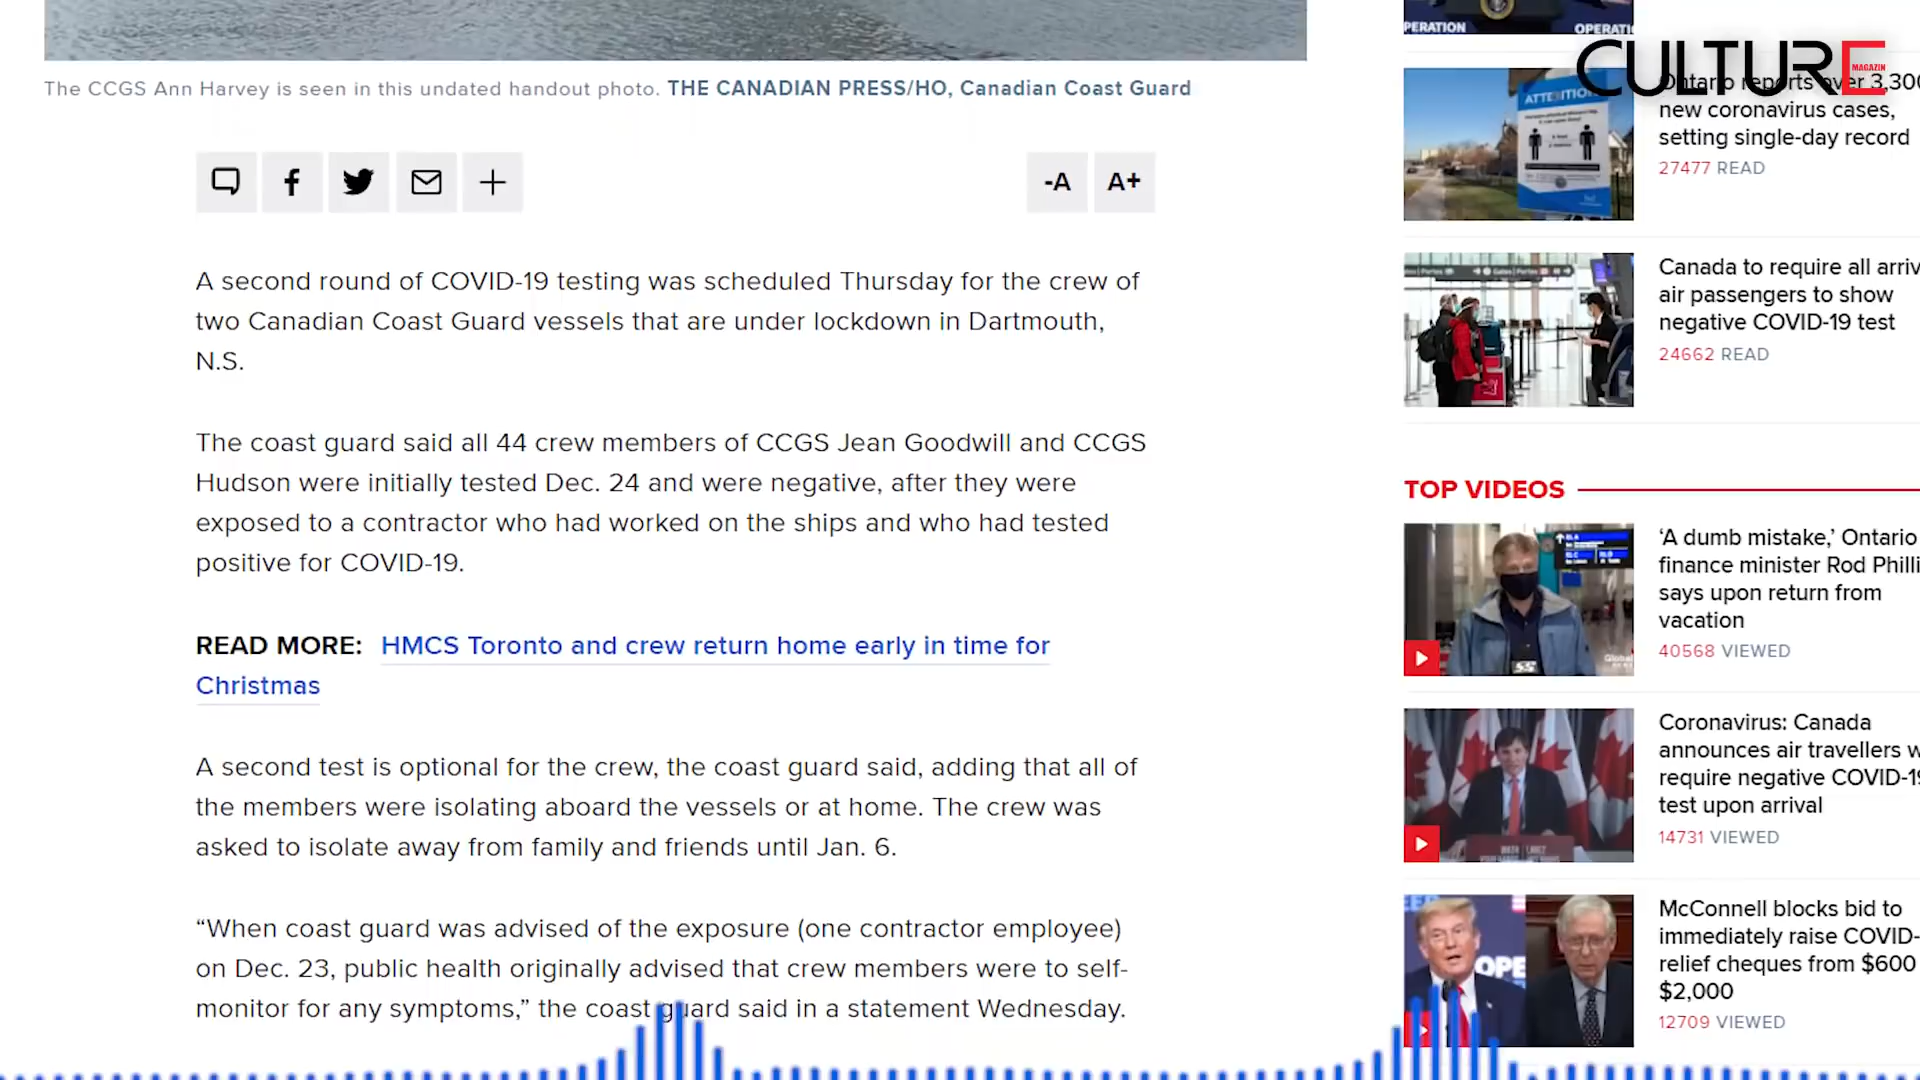 The CCGS Ann Harvey is seen in this undated handout photo. THE CANADIAN PRESS/HO, Canadian Coast Guard
-A A+
A second round of COVID-19 testing was scheduled Thursday for the crew of
two Canadian Coast Guard vessels that are under lockdown in Dartmouth,
N.S.
The coast guard said all 44 crew members of CCGS Jean Goodwill and CCGS
Hudson were initially tested Dec. 24 and were negative, after they were
exposed to a contractor who had worked on the ships and who had tested
positive for COVID-19.
READ MORE: HMCS Toronto and crew return home early in time for
Christmas
A second test is optional for the crew, the coast guard said, adding that all of
the members were isolating aboard the vessels or at home. The crew was
asked to isolate away from family and friends until Jan. 6.
“When coast guard was advised of the exposure (one contractor employee)
on Dec. 23, public health originally advised that crew members were to self-
monitor for any symptoms,” the coast guard said in a statement Wednesday.
CULTURE
MAGAZIN
Ontario reports over 3,300
new coronavirus cases,
setting single-day record
27477 READ
Canada to require all arriv
air passengers to show
negative COVID-19 test
24662 READ
TOP VIDEOS
‘A dumb mistake,’ Ontario
finance minister Rod Philli
says upon return from
vacation
40568 VIEWED
Coronavirus: Canada
announces air travellers w
require negative COVID-19
test upon arrival
14731 VIEWED
McConnell blocks bid to
immediately raise COVID-
relief cheques from $600
$2,000
12709 VIEWED